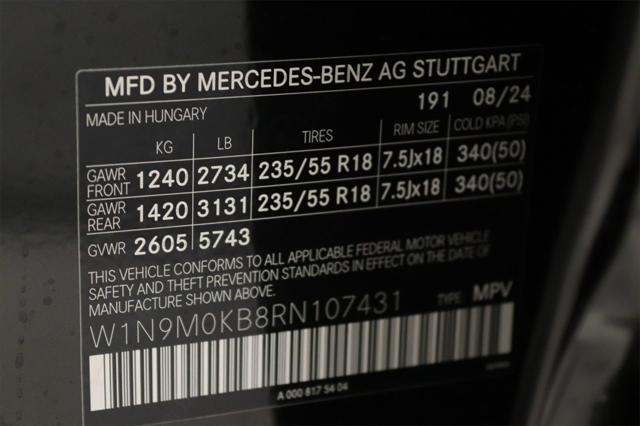 MFD BY MERCEDES-BENZ AG STUTTGART
MADE IN HUNGARY 191 08/24
KG LB TIRES RIM SIZE COLD KPA(PSI)
GAWR FRONT 1240 2734 235/55 R18 7.5Jx18 340(50)
GAWR REAR 1420 3131 235/55 R18 7.5Jx18 340(50)
GVWR 2605 5743
THIS VEHICLE CONFORMS TO ALL APPLICABLE FEDERAL MOTOR VEHICLE
SAFETY AND THEFT PREVENTION STANDARDS IN EFFECT ON THE DATE OF
MANUFACTURE SHOWN ABOVE.
W1N9M0KB8RN107431 TYPE MPV
A 000 817 54 04